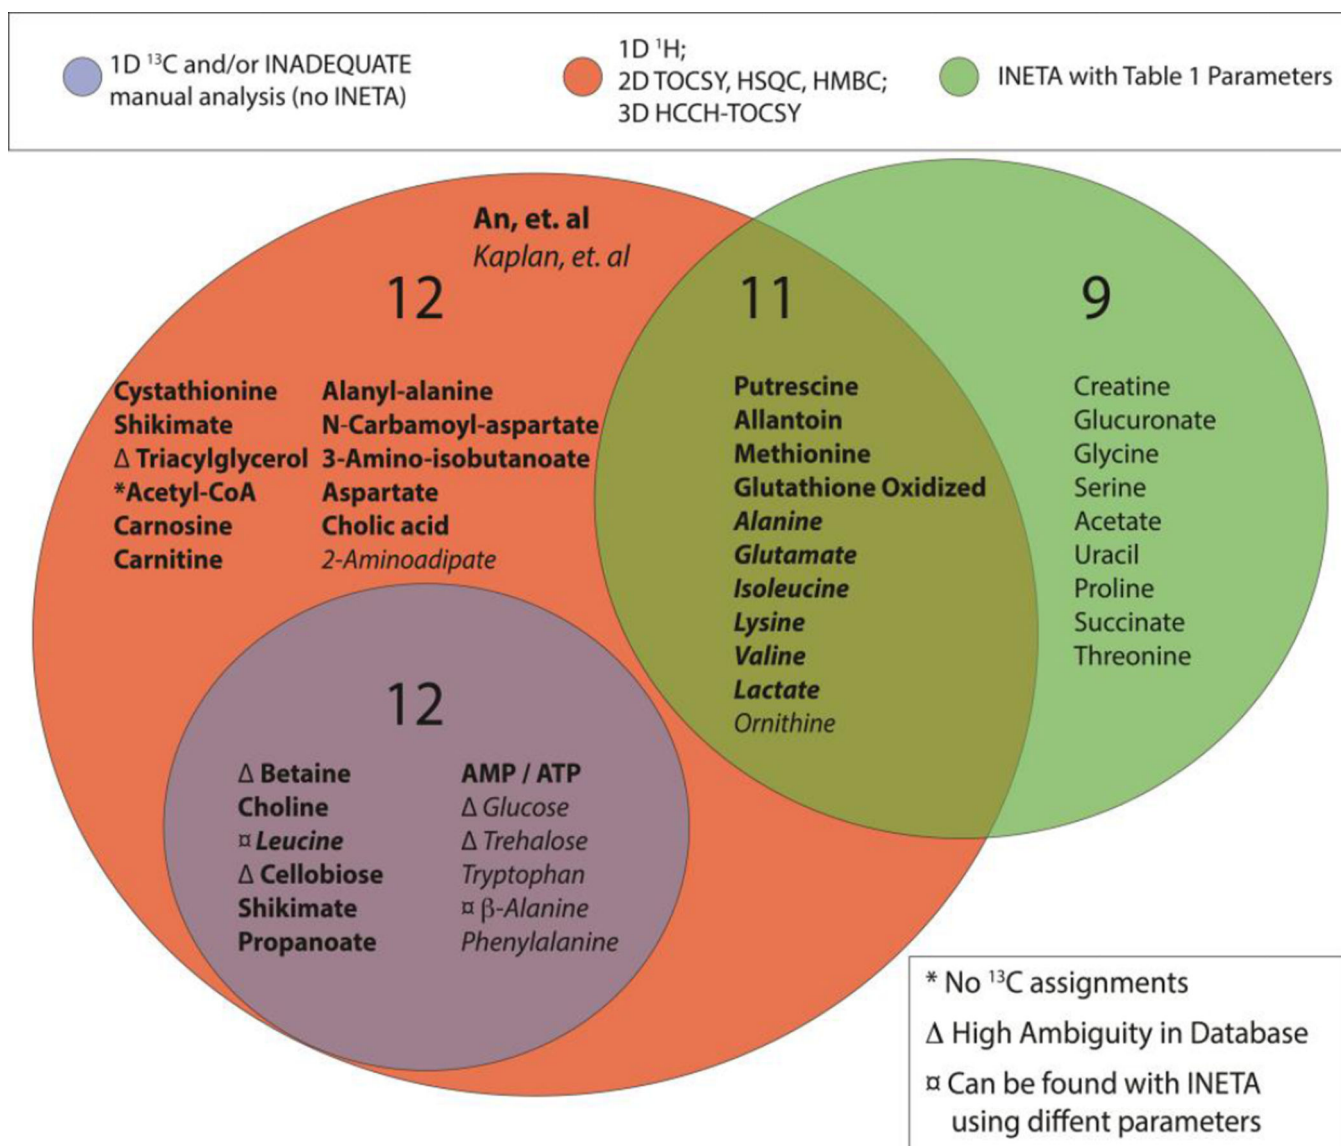 1D ¹³C and/or INADEQUATE
manual analysis (no INETA)
1D ¹H;
2D TOCSY, HSQC, HMBC;
3D HCCH-TOCSY
INETA with Table 1 Parameters
An, et. al
Kaplan, et. al
12
Cystathionine
Shikimate
Δ Triacylglycerol
*Acetyl-CoA
Carnosine
Carnitine
Alanyl-alanine
N-Carbamoyl-aspartate
3-Amino-isobutanoate
Aspartate
Cholic acid
2-Aminoadipate
11
Putrescine
Allantoin
Methionine
Glutathione Oxidized
Alanine
Glutamate
Isoleucine
Lysine
Valine
Lactate
Ornithine
9
Creatine
Glucuronate
Glycine
Serine
Acetate
Uracil
Proline
Succinate
Threonine
12
Δ Betaine
Choline
¤ Leucine
Δ Cellobiose
Shikimate
Propanoate
AMP / ATP
Δ Glucose
Δ Trehalose
Tryptophan
¤ β-Alanine
Phenylalanine
* No ¹³C assignments
Δ High Ambiguity in Database
¤ Can be found with INETA
using diffent parameters